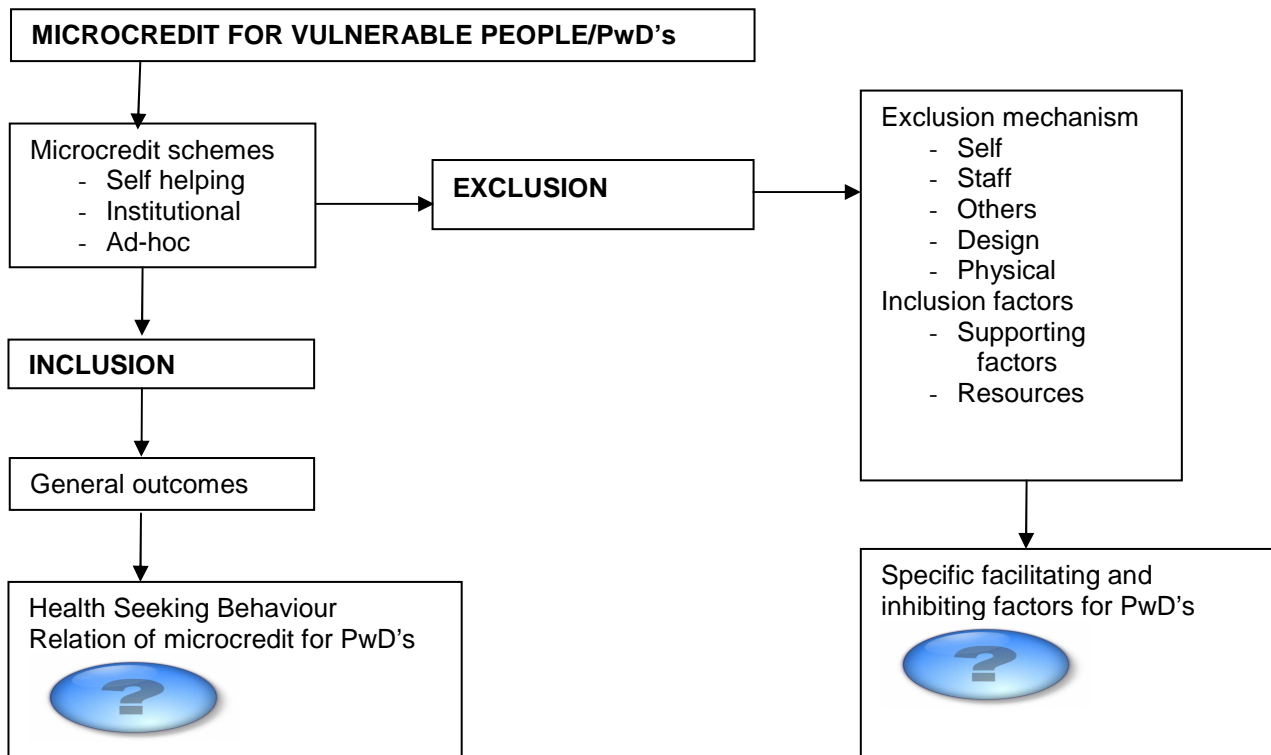 MICROCREDIT FOR VULNERABLE PEOPLE/PwD's
Microcredit schemes
- Self helping
- Institutional
- Ad-hoc
EXCLUSION
Exclusion mechanism
- Self
- Staff
- Others
- Design
- Physical
Inclusion factors
- Supporting
factors
- Resources
INCLUSION
General outcomes
Health Seeking Behaviour
Relation of microcredit for PwD's
?
Specific facilitating and
inhibiting factors for PwD's
?